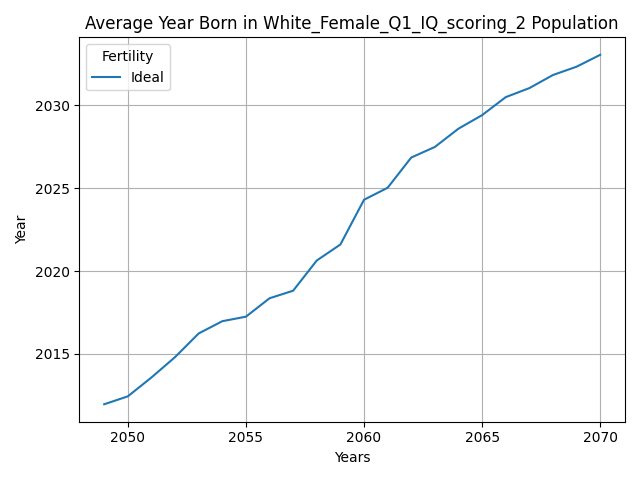 Average Year Born in White_Female_Q1_IQ_scoring_2 Population
Fertility
Ideal
Year
2030
2025
2020
2015
2050 2055 2060 2065 2070
Years